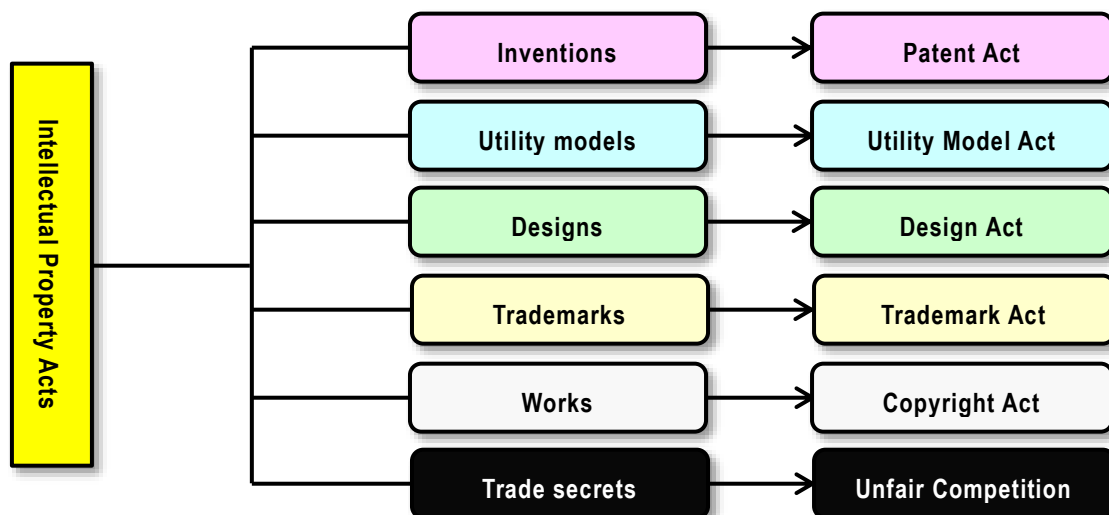 Intellectual Property Acts
Inventions
Patent Act
Utility models
Utility Model Act
Designs
Design Act
Trademarks
Trademark Act
Works
Copyright Act
Trade secrets
Unfair Competition